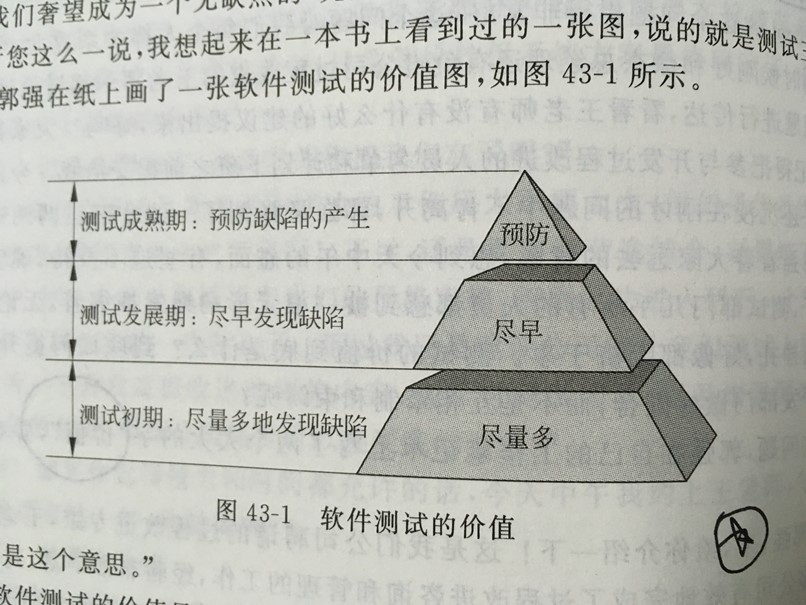 我们奢望成为一个无缺
您这么一说，我想起来在一本书上看到过的一张图，说的就是测试
郭强在纸上画了一张软件测试的价值图，如图 43-1 所示。
测试成熟期：预防缺陷的产生
预防
测试发展期：尽早发现缺陷
尽早
测试初期：尽量多地发现缺陷
尽量多
图 43-1 软件测试的价值
是这个意思。”
软件测试的价值